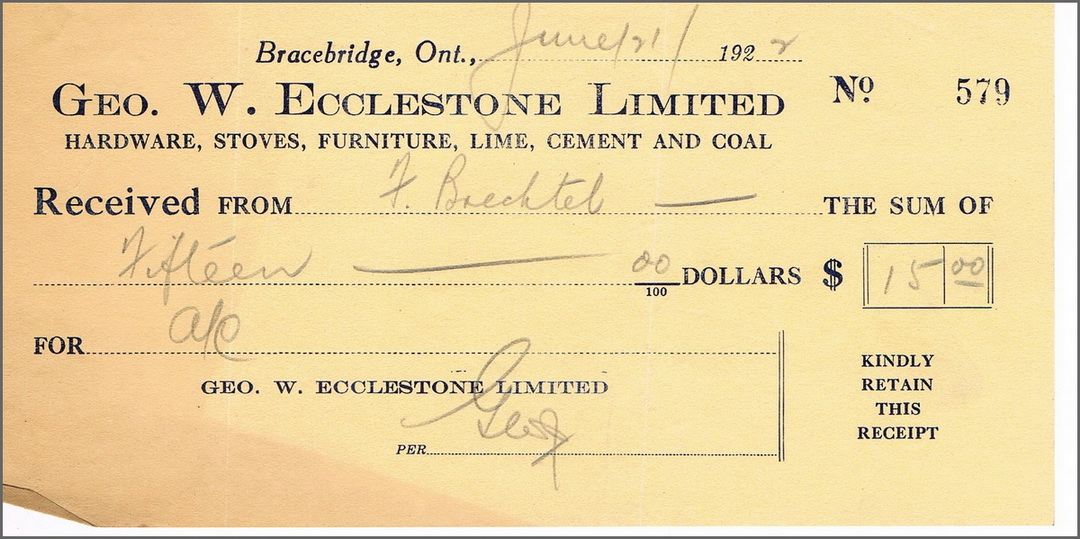 Bracebridge, Ont., June/21/ 1922
GEO. W. ECCLESTONE LIMITED
No 579
HARDWARE, STOVES, FURNITURE, LIME, CEMENT AND COAL
Received FROM F. Brechtel — THE SUM OF
Fifteen — 00/100 DOLLARS $ 15 00
FOR a/c
GEO. W. ECCLESTONE LIMITED
PER
KINDLY
RETAIN
THIS
RECEIPT